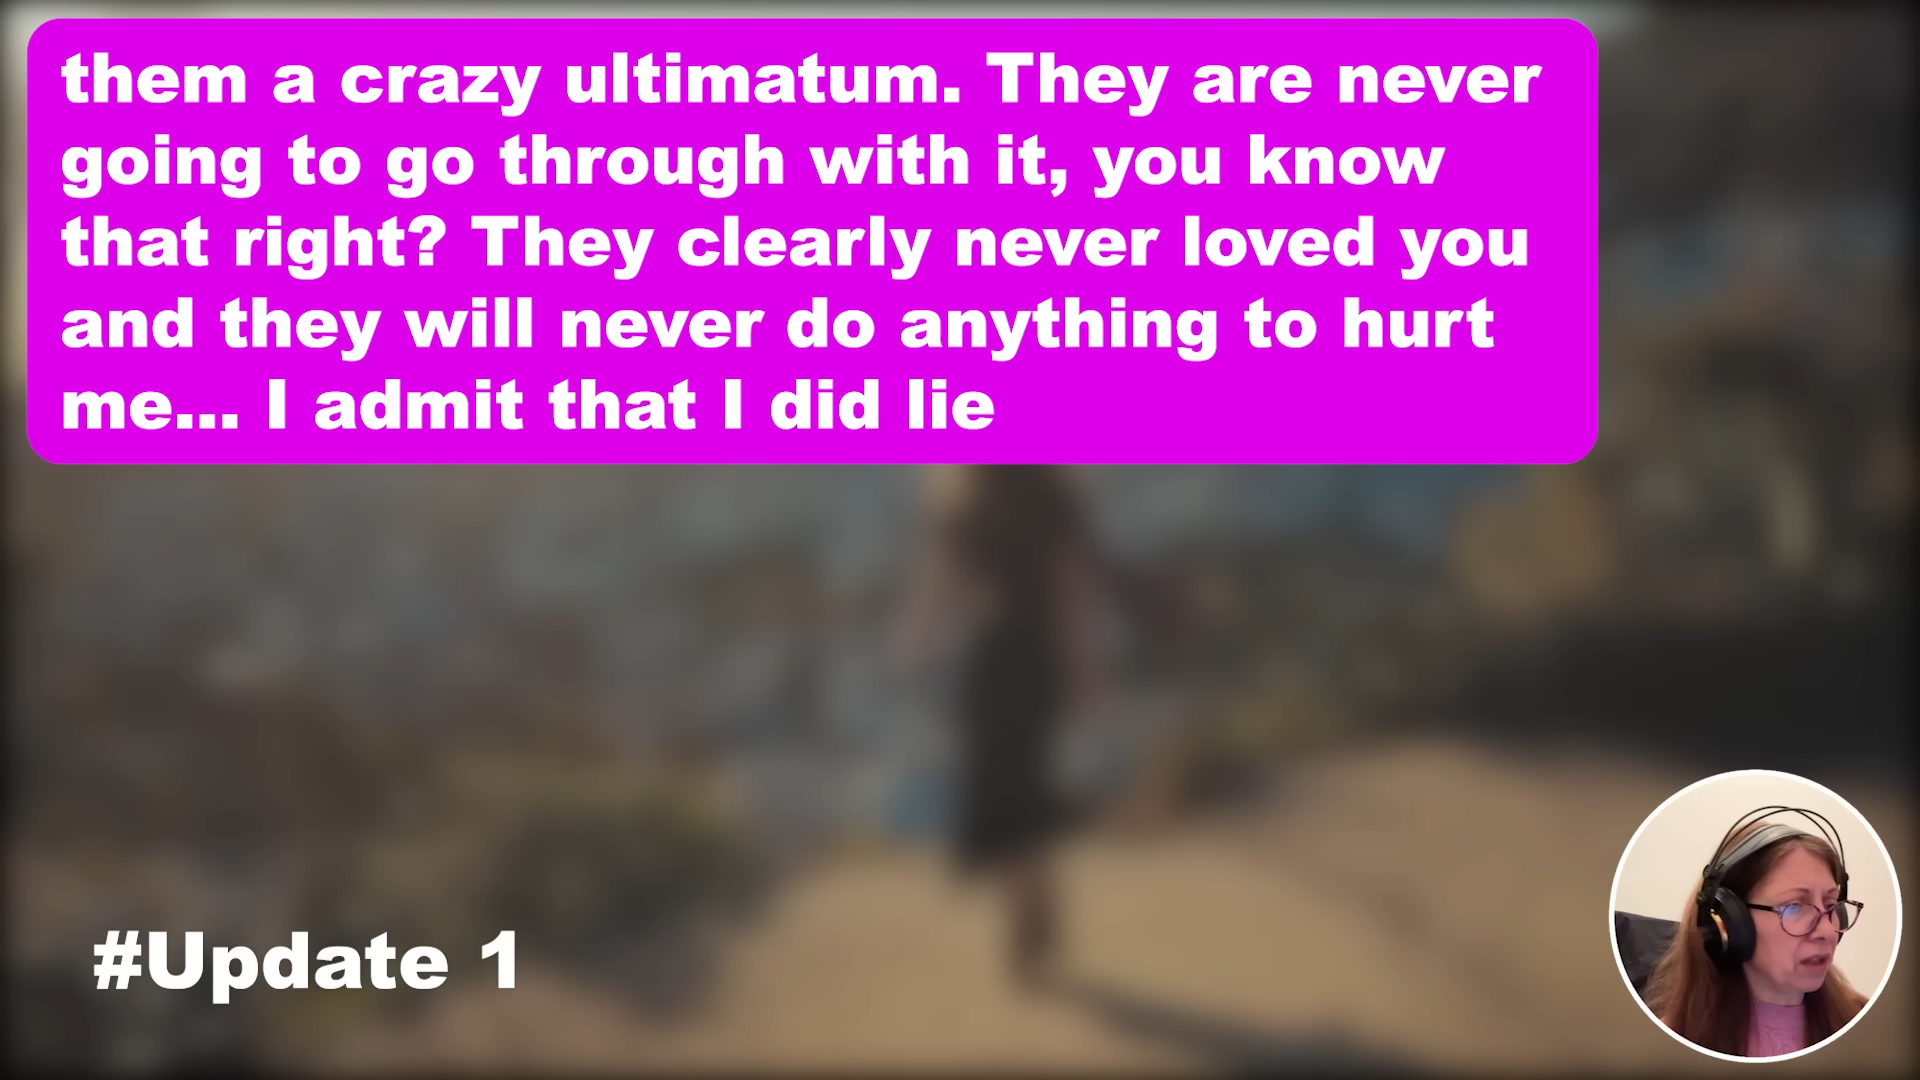 them a crazy ultimatum. They are never
going to go through with it, you know
that right? They clearly never loved you
and they will never do anything to hurt
me... I admit that I did lie
#Update 1